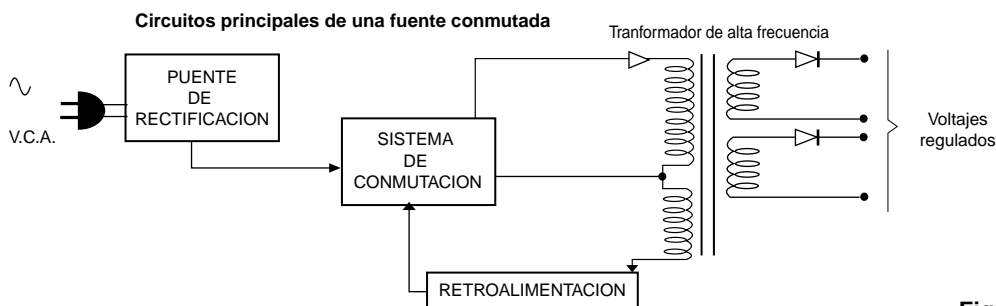 Circuitos principales de una fuente conmutada
Tranformador de alta frecuencia
PUENTE
DE
RECTIFICACION
V.C.A.
SISTEMA
DE
CONMUTACION
Voltajes
regulados
RETROALIMENTACION
Fig